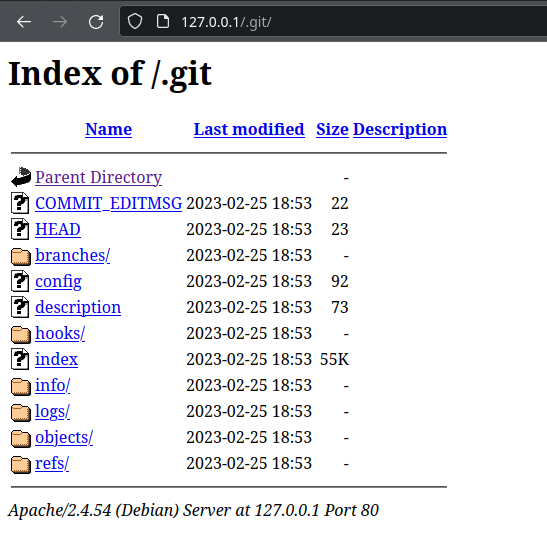 127.0.0.1/.git/
Index of /.git
Name Last modified Size Description
Parent Directory -
COMMIT_EDITMSG 2023-02-25 18:53 22
HEAD 2023-02-25 18:53 23
branches/ 2023-02-25 18:53 -
config 2023-02-25 18:53 92
description 2023-02-25 18:53 73
hooks/ 2023-02-25 18:53 -
index 2023-02-25 18:53 55K
info/ 2023-02-25 18:53 -
logs/ 2023-02-25 18:53 -
objects/ 2023-02-25 18:53 -
refs/ 2023-02-25 18:53 -
Apache/2.4.54 (Debian) Server at 127.0.0.1 Port 80